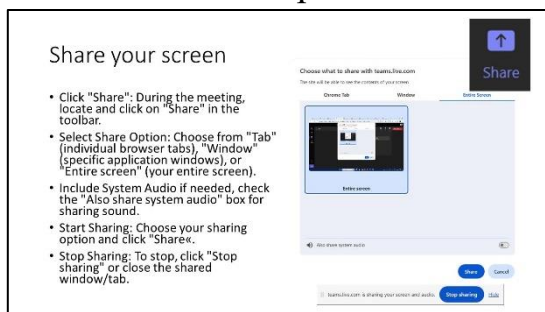 Share your screen
Share
• Click "Share": During the meeting,
locate and click on "Share" in the
toolbar.
• Select Share Option: Choose from "Tab"
(individual browser tabs), "Window"
(specific application windows), or
"Entire screen" (your entire screen).
• Include System Audio if needed, check
the "Also share system audio" box for
sharing sound.
• Start Sharing: Choose your sharing
option and click "Share«.
• Stop Sharing: To stop, click "Stop
sharing" or close the shared
window/tab.
Choose what to share with teams.live.com
The site will be able to see the contents of your screen
Chrome Tab Window Entire Screen
Entire screen
Also share system audio
Share Cancel
teams.live.com is sharing your screen and audio. Stop sharing Hide